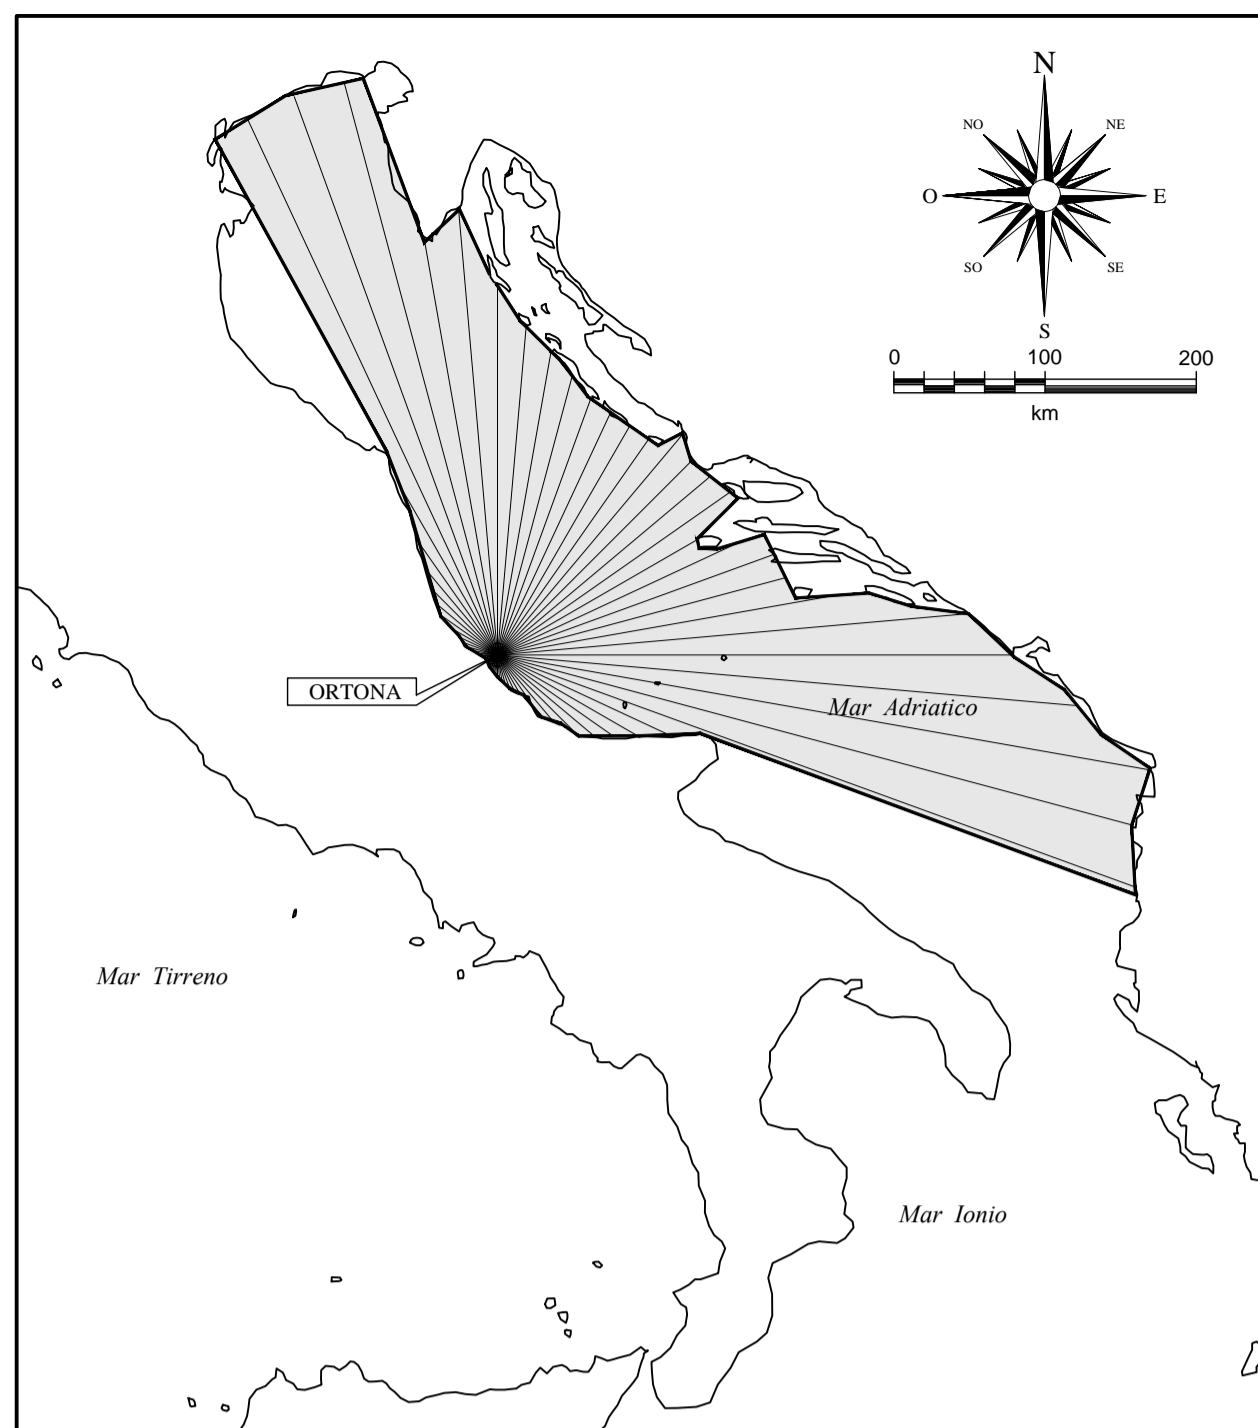 N
NO
NE
O
E
SO
SE
S
0 100 200
km
ORTONA
Mar Adriatico
Mar Tirreno
Mar Ionio